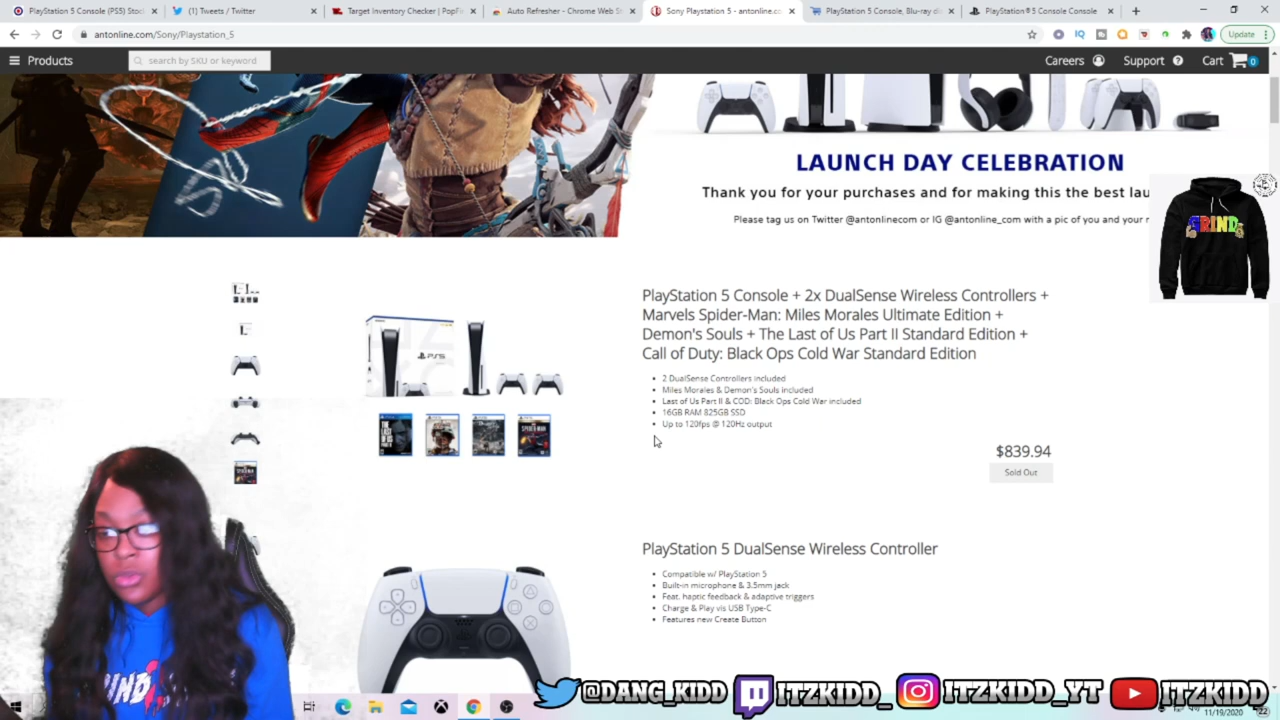 PlayStation 5 Console (PS5) Stock
(1) Tweets / Twitter
Target Inventory Checker | PopFi
Auto Refresher - Chrome Web St
Sony Playstation 5 - antonline.co
PlayStation 5 Console, Blu-ray di
PlayStation®5 Console Console
antonline.com/Sony/Playstation_5
Update
Products
search by SKU or keyword
Careers
Support
Cart
0
LAUNCH DAY CELEBRATION
Thank you for your purchases and for making this the best lau
Please tag us on Twitter @antonlinecom or IG @antonline_com with a pic of you and your
GRIND
PlayStation 5 Console + 2x DualSense Wireless Controllers +
Marvels Spider-Man: Miles Morales Ultimate Edition +
Demon's Souls + The Last of Us Part II Standard Edition +
Call of Duty: Black Ops Cold War Standard Edition
2 DualSense Controllers included
Miles Morales & Demon's Souls included
Last of Us Part II & COD: Black Ops Cold War included
16GB RAM 825GB SSD
Up to 120fps @ 120Hz output
PS5
$839.94
Sold Out
PlayStation 5 DualSense Wireless Controller
Compatible w/ PlayStation 5
Built-in microphone & 3.5mm jack
Feat. haptic feedback & adaptive triggers
Charge & Play vis USB Type-C
Features new Create Button
@DANG_KIDD
ITZKIDD_
ITZKIDD_YT
ITZKIDD
11/19/2020
22